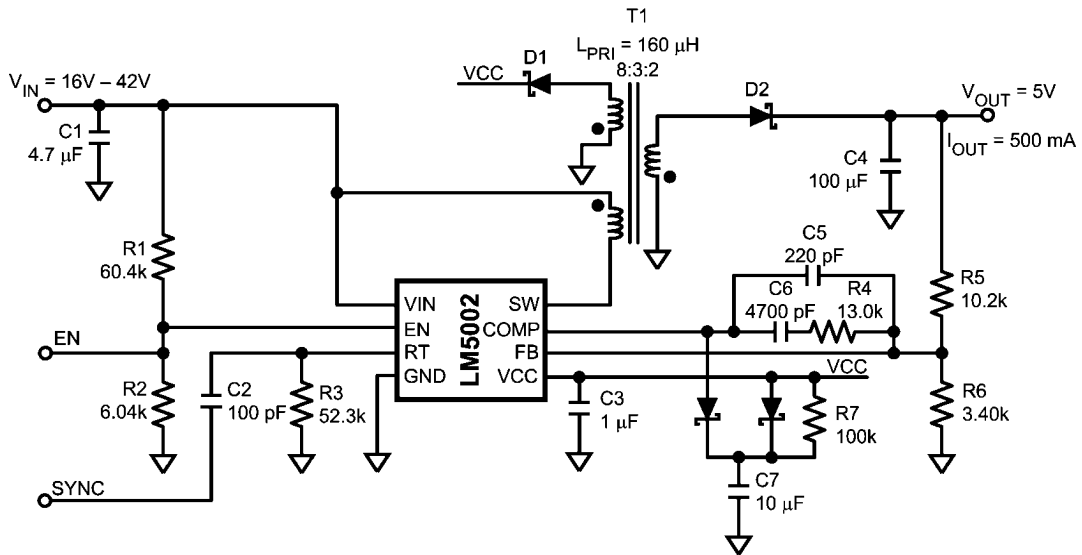 T1
L_PRI = 160 µH
8:3:2
D1
VCC
V_IN = 16V – 42V
D2
V_OUT = 5V
I_OUT = 500 mA
C1
4.7 µF
C4
100 µF
C5
220 pF
R1
60.4k
C6
4700 pF
R4
13.0k
R5
10.2k
LM5002
VIN
SW
EN
COMP
RT
FB
GND
VCC
EN
VCC
R2
6.04k
C2
100 pF
R3
52.3k
C3
1 µF
R7
100k
R6
3.40k
C7
10 µF
SYNC